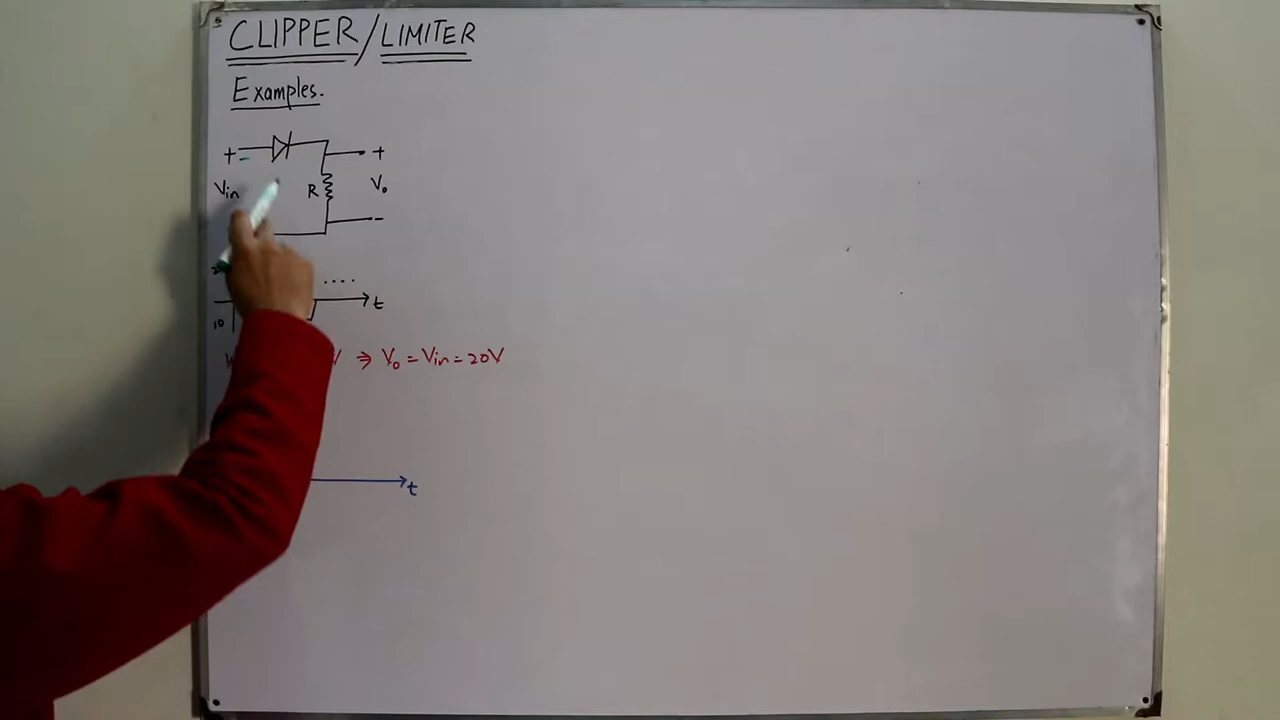 CLIPPER/LIMITER
Examples.
+ +
Vin R Vo
-
....
t
10
V ⇒ Vo = Vin = 20V
t